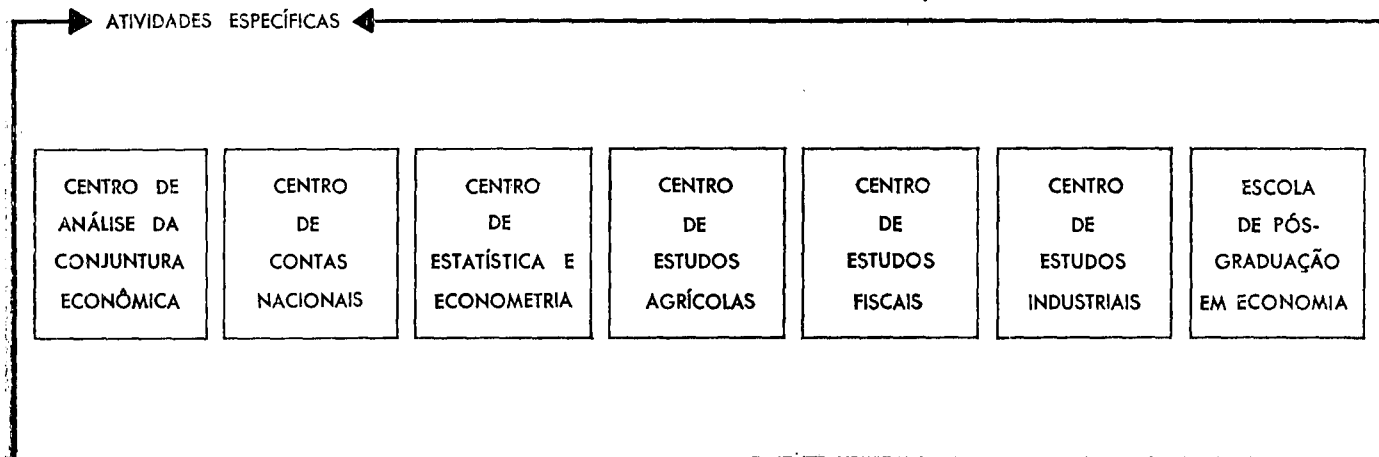 ATIVIDADES ESPECÍFICAS
CENTRO DE
ANÁLISE DA
CONJUNTURA
ECONÔMICA
CENTRO
DE
CONTAS
NACIONAIS
CENTRO
DE
ESTATÍSTICA E
ECONOMETRIA
CENTRO
DE
ESTUDOS
AGRÍCOLAS
CENTRO
DE
ESTUDOS
FISCAIS
CENTRO
DE
ESTUDOS
INDUSTRIAIS
ESCOLA
DE PÓS-
GRADUAÇÃO
EM ECONOMIA